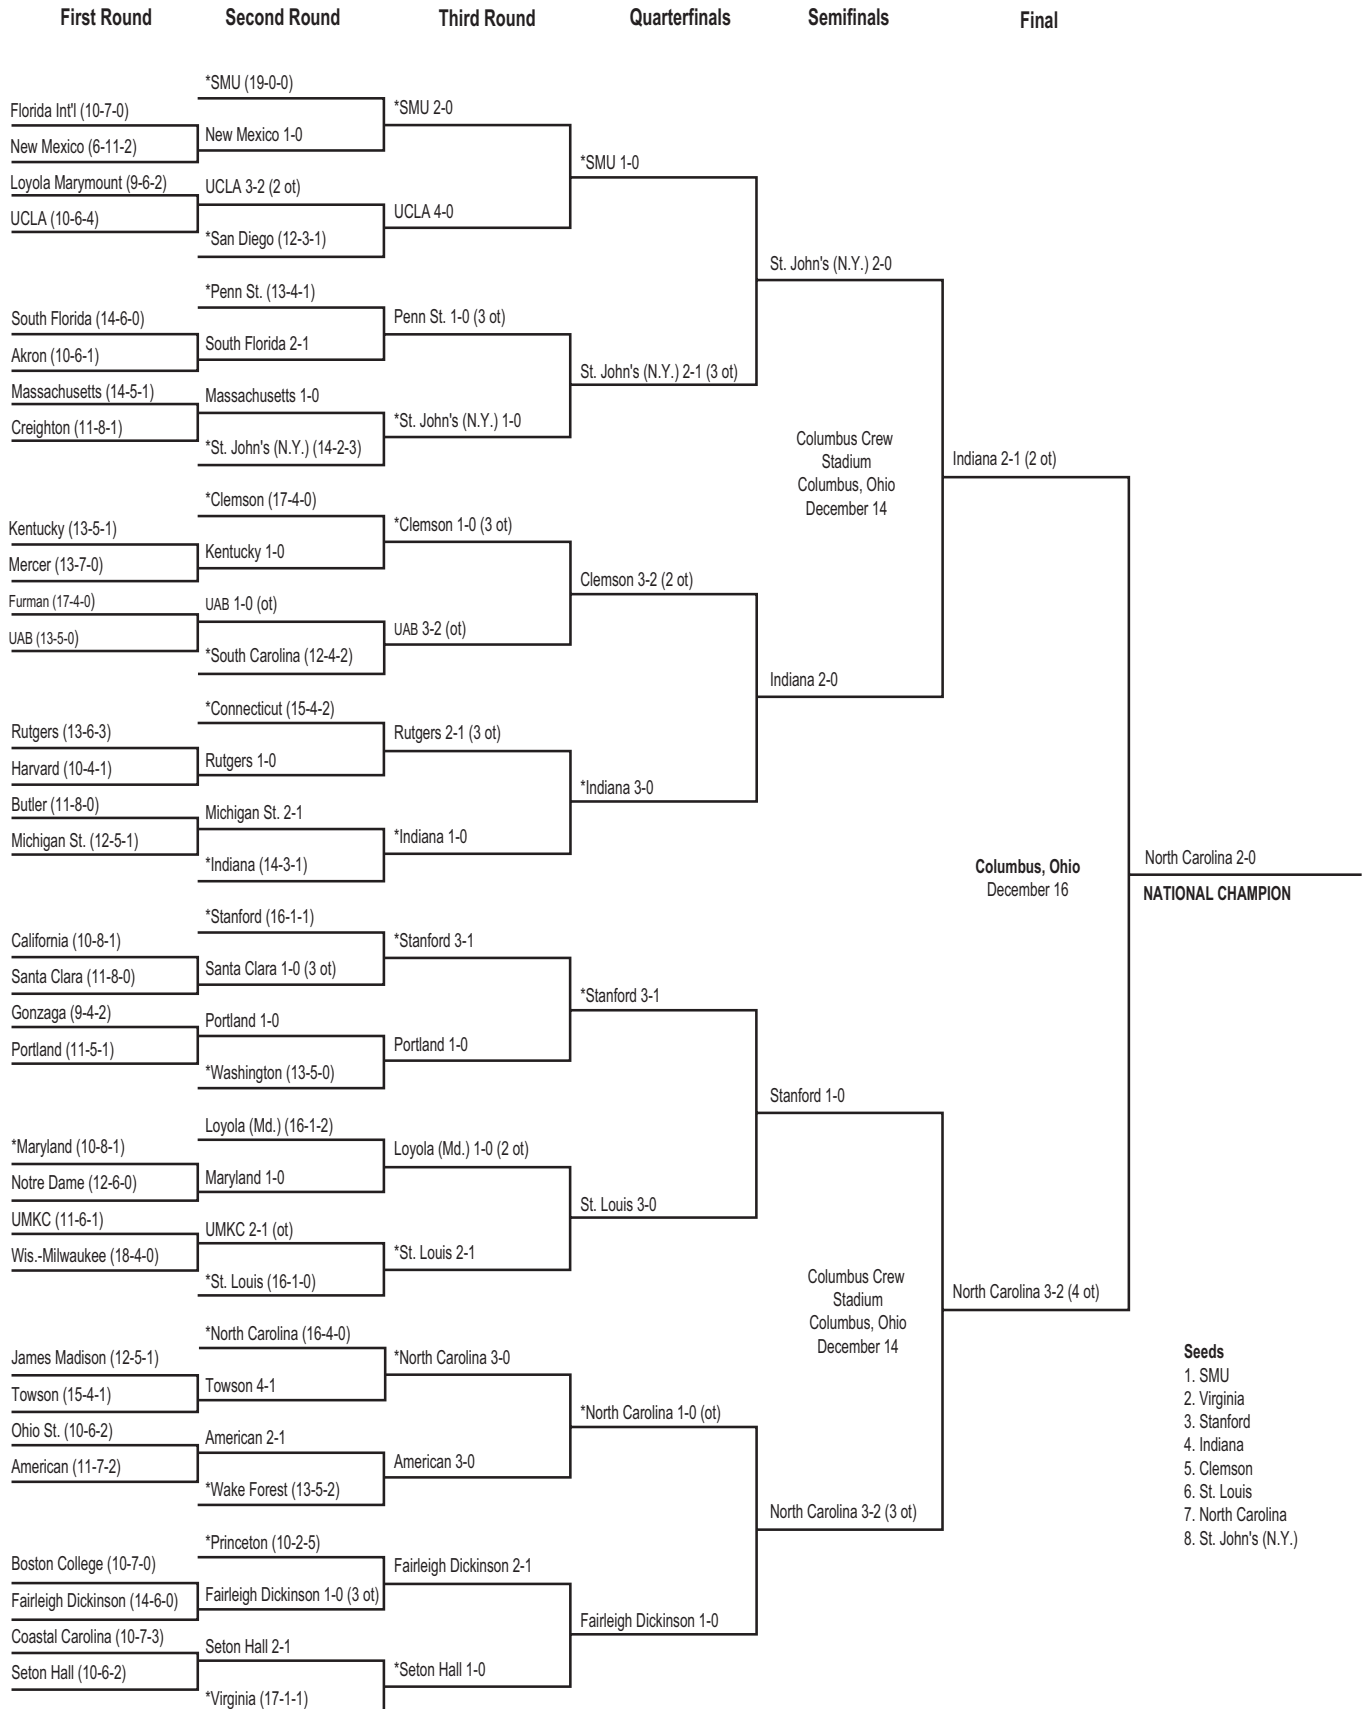 First Round
Second Round
Third Round
Quarterfinals
Semifinals
Final
*SMU (19-0-0)
Florida Int'l (10-7-0)
New Mexico 1-0
New Mexico (6-11-2)
Loyola Marymount (9-6-2)
UCLA 3-2 (2 ot)
UCLA (10-6-4)
*San Diego (12-3-1)
*Penn St. (13-4-1)
South Florida (14-6-0)
South Florida 2-1
Akron (10-6-1)
Massachusetts (14-5-1)
Massachusetts 1-0
Creighton (11-8-1)
*St. John's (N.Y.) (14-2-3)
*Clemson (17-4-0)
Kentucky (13-5-1)
Kentucky 1-0
Mercer (13-7-0)
Furman (17-4-0)
UAB 1-0 (ot)
UAB (13-5-0)
*South Carolina (12-4-2)
*Connecticut (15-4-2)
Rutgers (13-6-3)
Rutgers 1-0
Harvard (10-4-1)
Butler (11-8-0)
Michigan St. 2-1
Michigan St. (12-5-1)
*Indiana (14-3-1)
*Stanford (16-1-1)
California (10-8-1)
Santa Clara 1-0 (3 ot)
Santa Clara (11-8-0)
Gonzaga (9-4-2)
Portland 1-0
Portland (11-5-1)
*Washington (13-5-0)
Loyola (Md.) (16-1-2)
*Maryland (10-8-1)
Maryland 1-0
Notre Dame (12-6-0)
UMKC (11-6-1)
UMKC 2-1 (ot)
Wis.-Milwaukee (18-4-0)
*St. Louis (16-1-0)
*North Carolina (16-4-0)
James Madison (12-5-1)
Towson 4-1
Towson (15-4-1)
Ohio St. (10-6-2)
American 2-1
American (11-7-2)
*Wake Forest (13-5-2)
*Princeton (10-2-5)
Boston College (10-7-0)
Fairleigh Dickinson 1-0 (3 ot)
Fairleigh Dickinson (14-6-0)
Coastal Carolina (10-7-3)
Seton Hall 2-1
Seton Hall (10-6-2)
*Virginia (17-1-1)
*SMU 2-0
UCLA 4-0
Penn St. 1-0 (3 ot)
*St. John's (N.Y.) 1-0
*Clemson 1-0 (3 ot)
UAB 3-2 (ot)
Rutgers 2-1 (3 ot)
*Indiana 1-0
*Stanford 3-1
Portland 1-0
Loyola (Md.) 1-0 (2 ot)
*St. Louis 2-1
*North Carolina 3-0
American 3-0
Fairleigh Dickinson 2-1
*Seton Hall 1-0
*SMU 1-0
St. John's (N.Y.) 2-1 (3 ot)
Clemson 3-2 (2 ot)
*Indiana 3-0
*Stanford 3-1
St. Louis 3-0
*North Carolina 1-0 (ot)
Fairleigh Dickinson 1-0
St. John's (N.Y.) 2-0
Columbus Crew
Stadium
Columbus, Ohio
December 14
Indiana 2-0
Stanford 1-0
Columbus Crew
Stadium
Columbus, Ohio
December 14
North Carolina 3-2 (3 ot)
Indiana 2-1 (2 ot)
Columbus, Ohio
December 16
North Carolina 3-2 (4 ot)
North Carolina 2-0
NATIONAL CHAMPION
Seeds
1. SMU
2. Virginia
3. Stanford
4. Indiana
5. Clemson
6. St. Louis
7. North Carolina
8. St. John's (N.Y.)